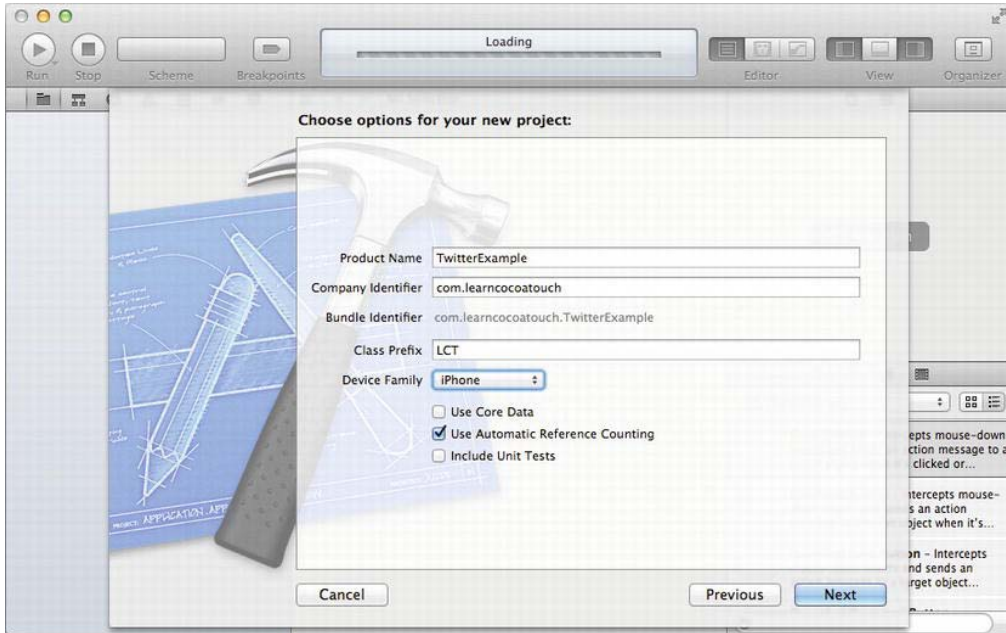 Loading
Run Stop Scheme Breakpoints Editor View Organizer
Choose options for your new project:
Product Name TwitterExample
Company Identifier com.learncocoatouch
Bundle Identifier com.learncocoatouch.TwitterExample
Class Prefix LCT
Device Family iPhone
Use Core Data
Use Automatic Reference Counting
Include Unit Tests
PROJECT: APPLICATION.APP
Cancel Previous Next
epts mouse-down
ction message to a
clicked or...
ntercepts mouse-
s an action
bject when it's...
on – Intercepts
nd sends an
rget object...